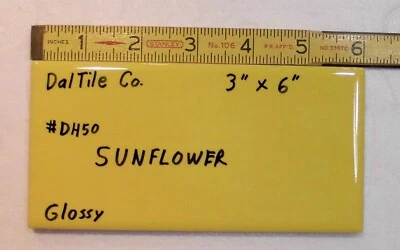 INCHES 1 2 STANLEY 3 No. 106 4 5 6
DalTile Co. 3" x 6"
#DH50
SUNFLOWER
Glossy